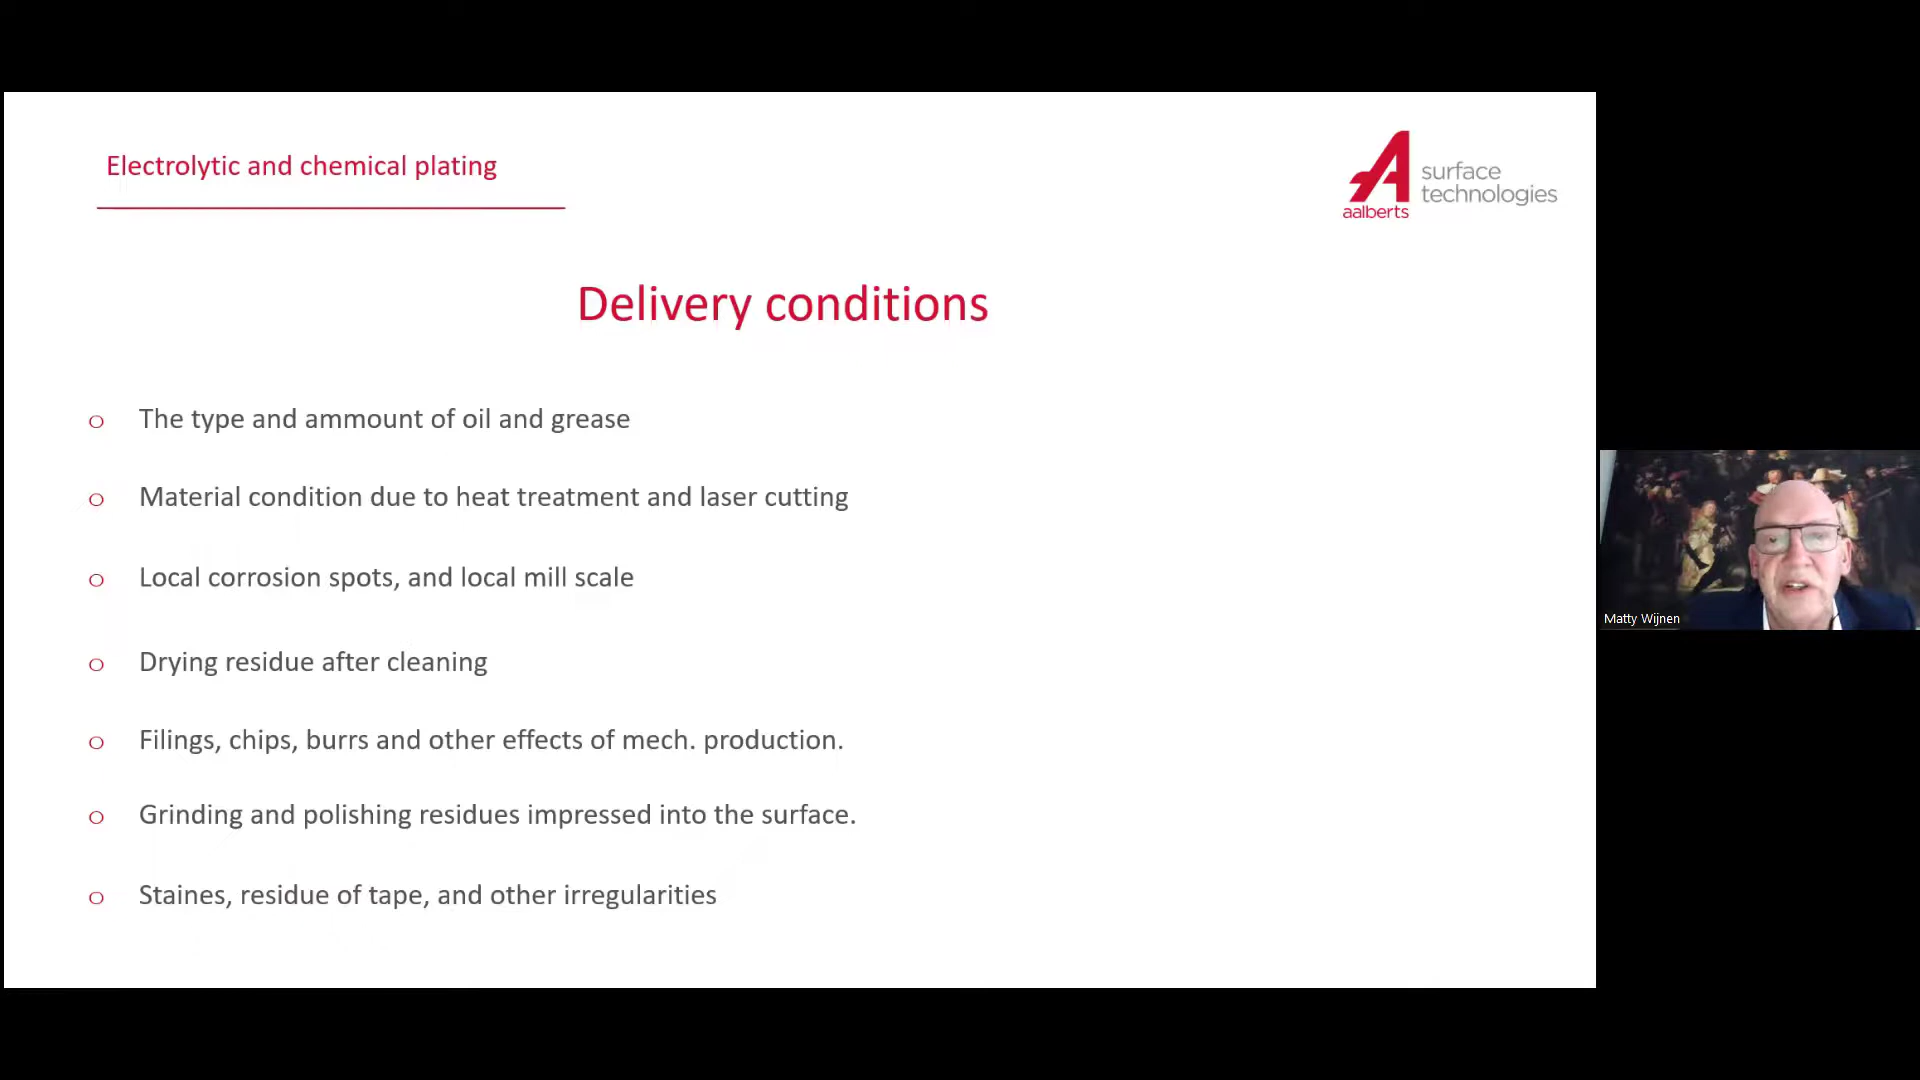 Electrolytic and chemical plating
surface
technologies
aalberts
Delivery conditions
o The type and ammount of oil and grease
o Material condition due to heat treatment and laser cutting
o Local corrosion spots, and local mill scale
o Drying residue after cleaning
o Filings, chips, burrs and other effects of mech. production.
o Grinding and polishing residues impressed into the surface.
o Staines, residue of tape, and other irregularities
Matty Wijnen